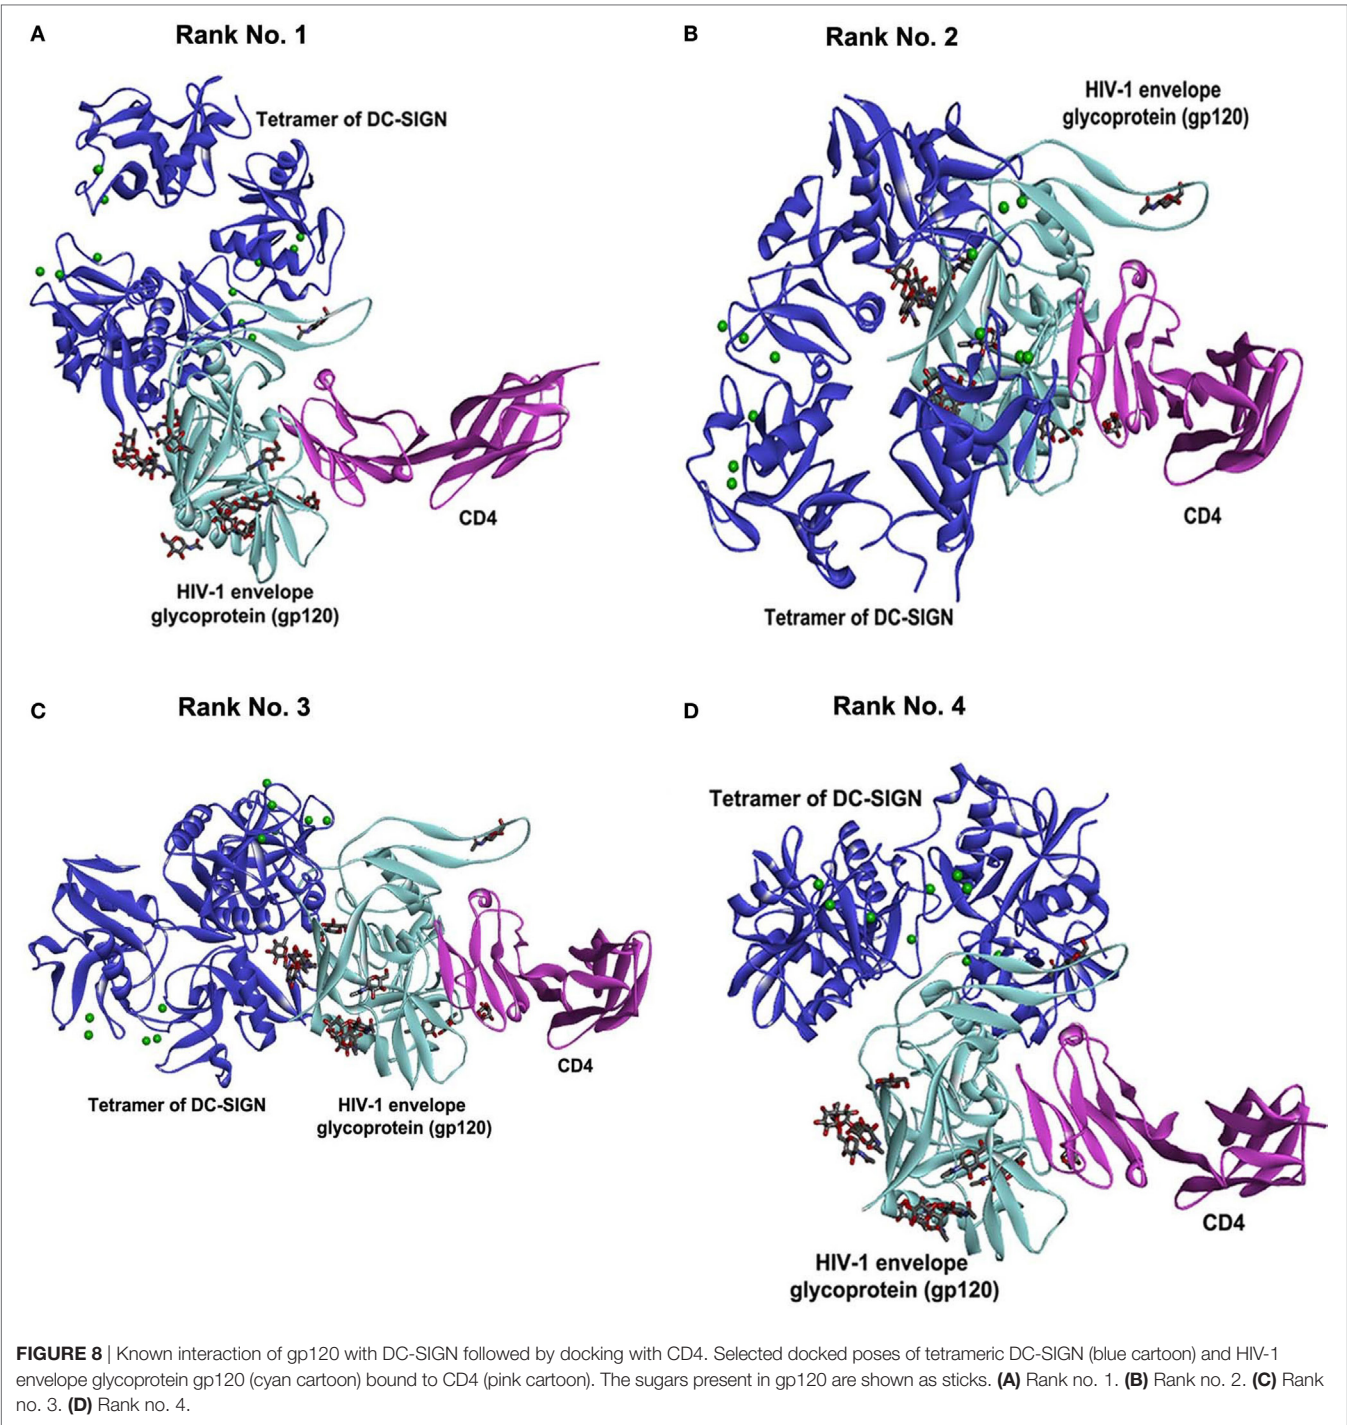 A
Rank No. 1
Tetramer of DC-SIGN
CD4
HIV-1 envelope
glycoprotein (gp120)
B
Rank No. 2
HIV-1 envelope
glycoprotein (gp120)
CD4
Tetramer of DC-SIGN
C
Rank No. 3
CD4
Tetramer of DC-SIGN
HIV-1 envelope
glycoprotein (gp120)
D
Rank No. 4
Tetramer of DC-SIGN
CD4
HIV-1 envelope
glycoprotein (gp120)
FIGURE 8 | Known interaction of gp120 with DC-SIGN followed by docking with CD4. Selected docked poses of tetrameric DC-SIGN (blue cartoon) and HIV-1
envelope glycoprotein gp120 (cyan cartoon) bound to CD4 (pink cartoon). The sugars present in gp120 are shown as sticks. (A) Rank no. 1. (B) Rank no. 2. (C) Rank
no. 3. (D) Rank no. 4.